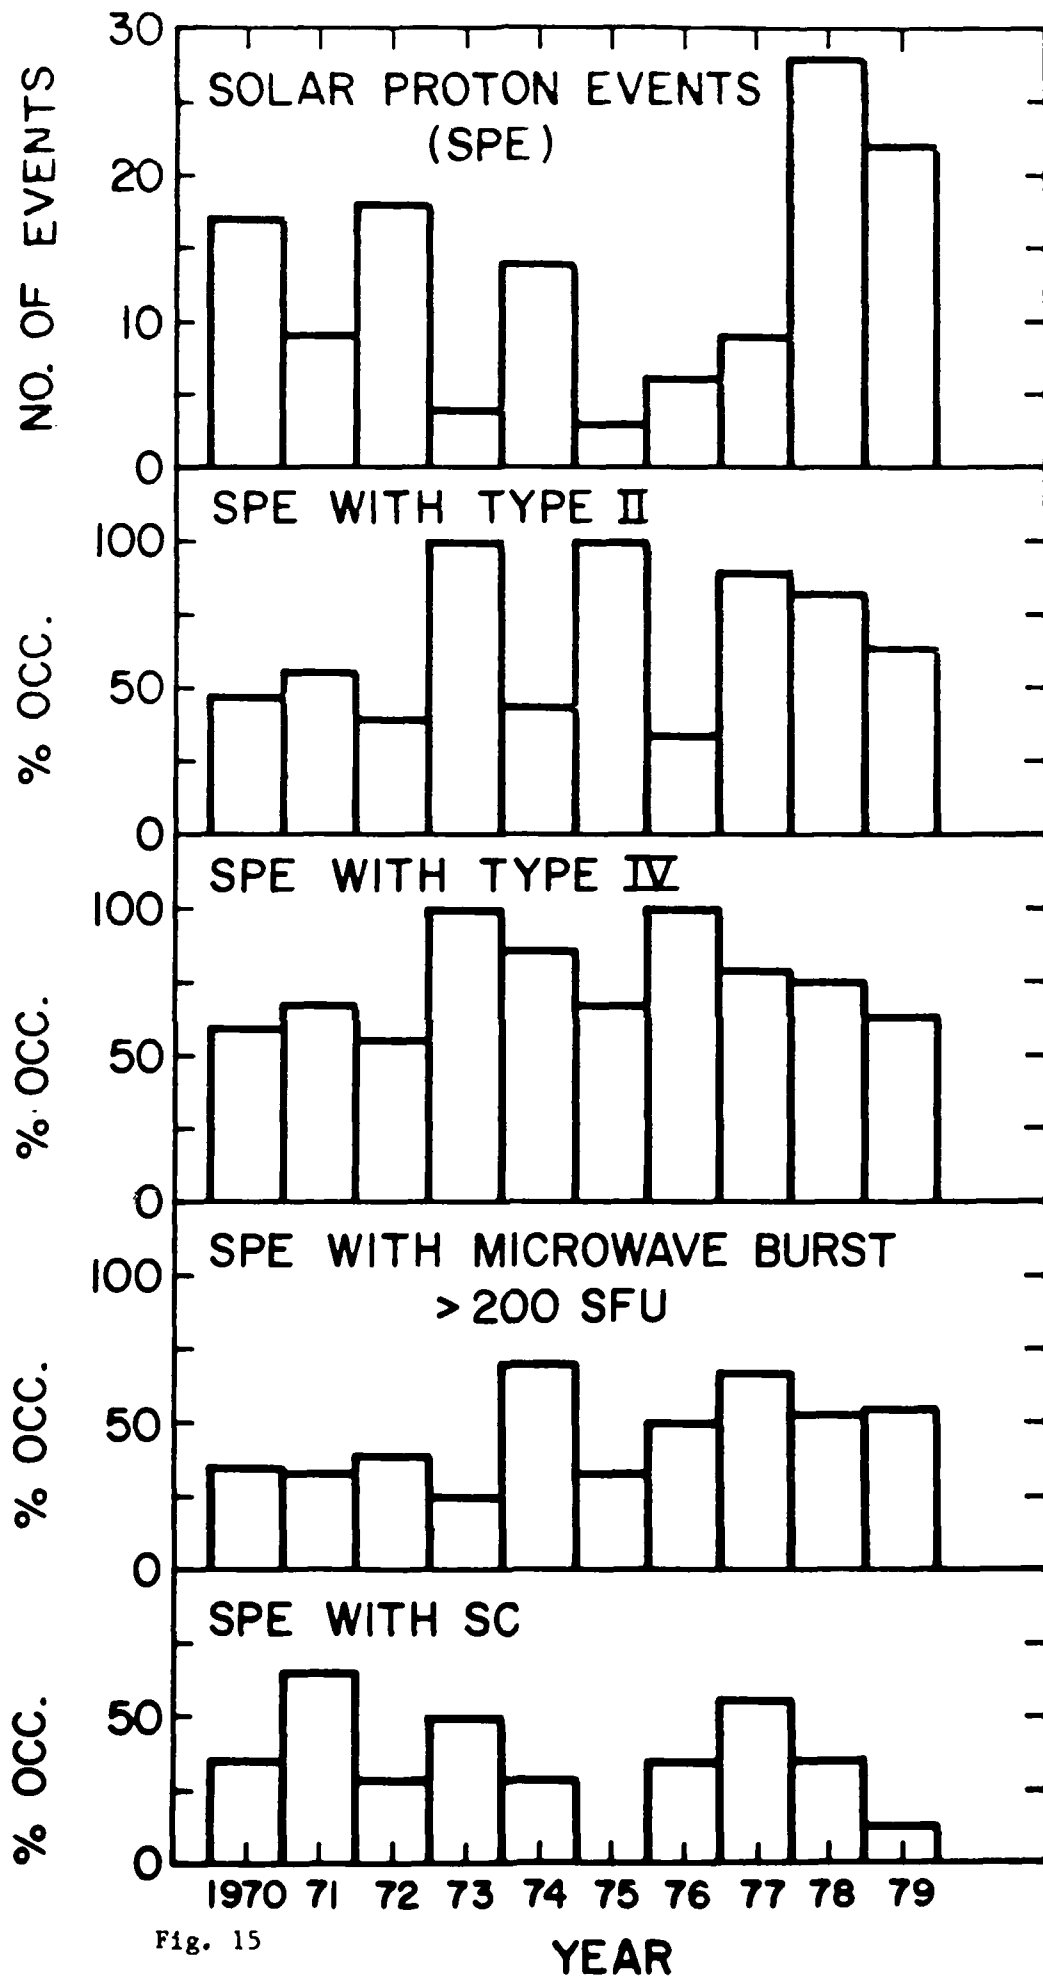 30
SOLAR PROTON EVENTS
(SPE)
20
10
0
NO. OF EVENTS
SPE WITH TYPE II
100
50
0
% OCC.
SPE WITH TYPE IV
100
50
0
% OCC.
SPE WITH MICROWAVE BURST
> 200 SFU
100
50
0
% OCC.
SPE WITH SC
50
0
% OCC.
1970 71 72 73 74 75 76 77 78 79
Fig. 15
YEAR